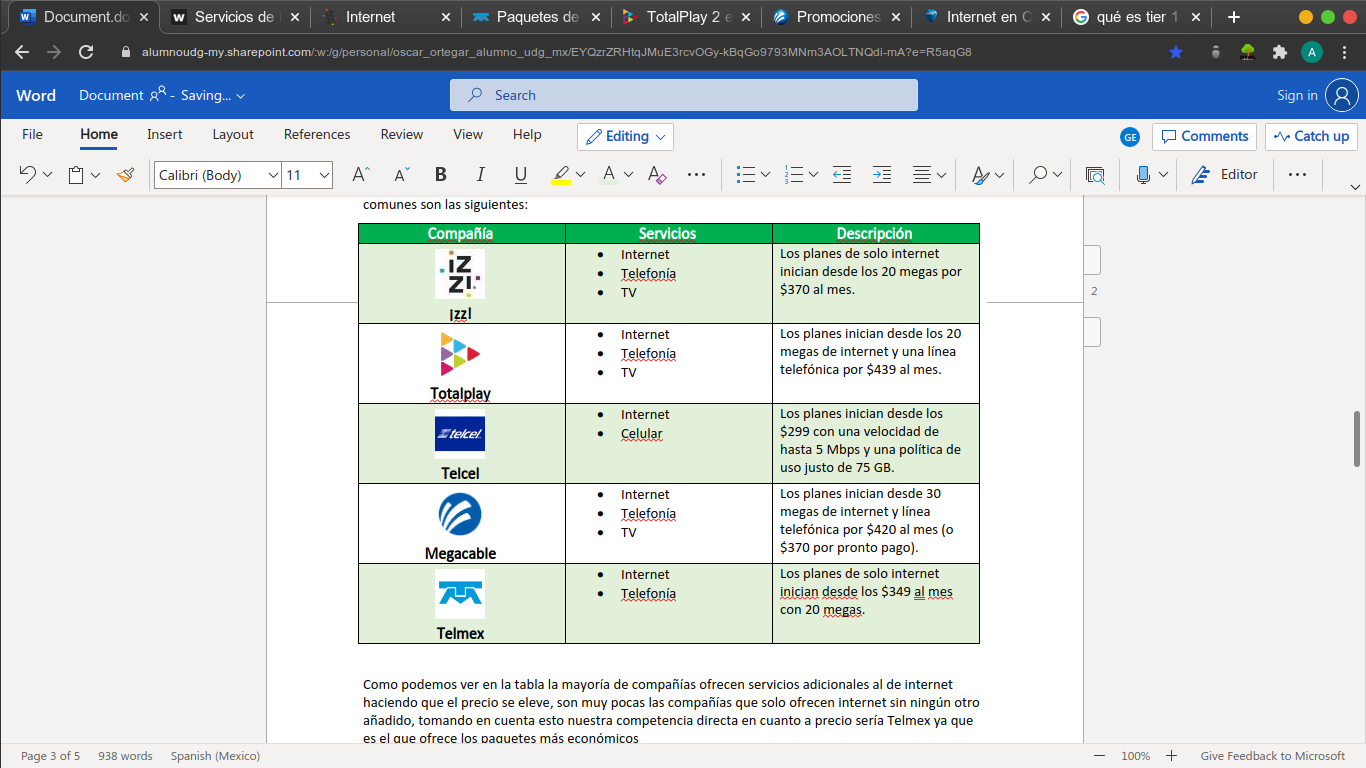 Document.do
Servicios de i
Internet
Paquetes de
TotalPlay 2 e
Promociones
Internet en C
qué es tier 1
alumnoudg-my.sharepoint.com/:w:/g/personal/oscar_ortegar_alumno_udg_mx/EYQzrZRHtqJMuE3rcvOGy-kBqGo9793MNm3AOLTNQdi-mA?e=R5aqG8
A
Word
Document - Saving...
Search
Sign in
File Home Insert Layout References Review View Help
Editing
GE
Comments
Catch up
Calibri (Body)
11
Editor
comunes son las siguientes:
Compañía
Servicios
Descripción
IZZI
Izzi
Internet
Telefonía
TV
Los planes de solo internet
inician desde los 20 megas por
$370 al mes.
Totalplay
Internet
Telefonía
TV
Los planes inician desde los 20
megas de internet y una línea
telefónica por $439 al mes.
telcel
Telcel
Internet
Celular
Los planes inician desde los
$299 con una velocidad de
hasta 5 Mbps y una política de
uso justo de 75 GB.
Megacable
Internet
Telefonía
TV
Los planes inician desde 30
megas de internet y línea
telefónica por $420 al mes (o
$370 por pronto pago).
Telmex
Internet
Telefonía
Los planes de solo internet
inician desde los $349 al mes
con 20 megas.
2
Como podemos ver en la tabla la mayoría de compañías ofrecen servicios adicionales al de internet
haciendo que el precio se eleve, son muy pocas las compañías que solo ofrecen internet sin ningún otro
añadido, tomando en cuenta esto nuestra competencia directa en cuanto a precio sería Telmex ya que
es el que ofrece los paquetes más económicos
Page 3 of 5
938 words
Spanish (Mexico)
100%
Give Feedback to Microsoft